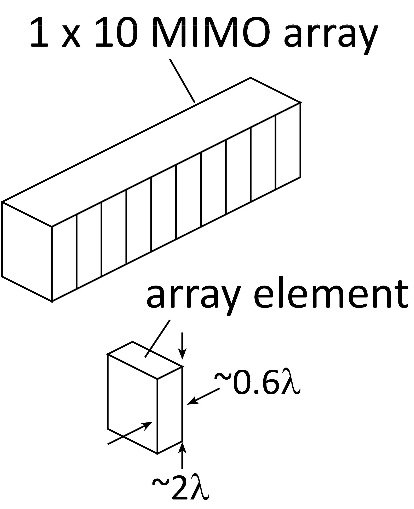 1 x 10 MIMO array
array element
~0.6λ
~2λ